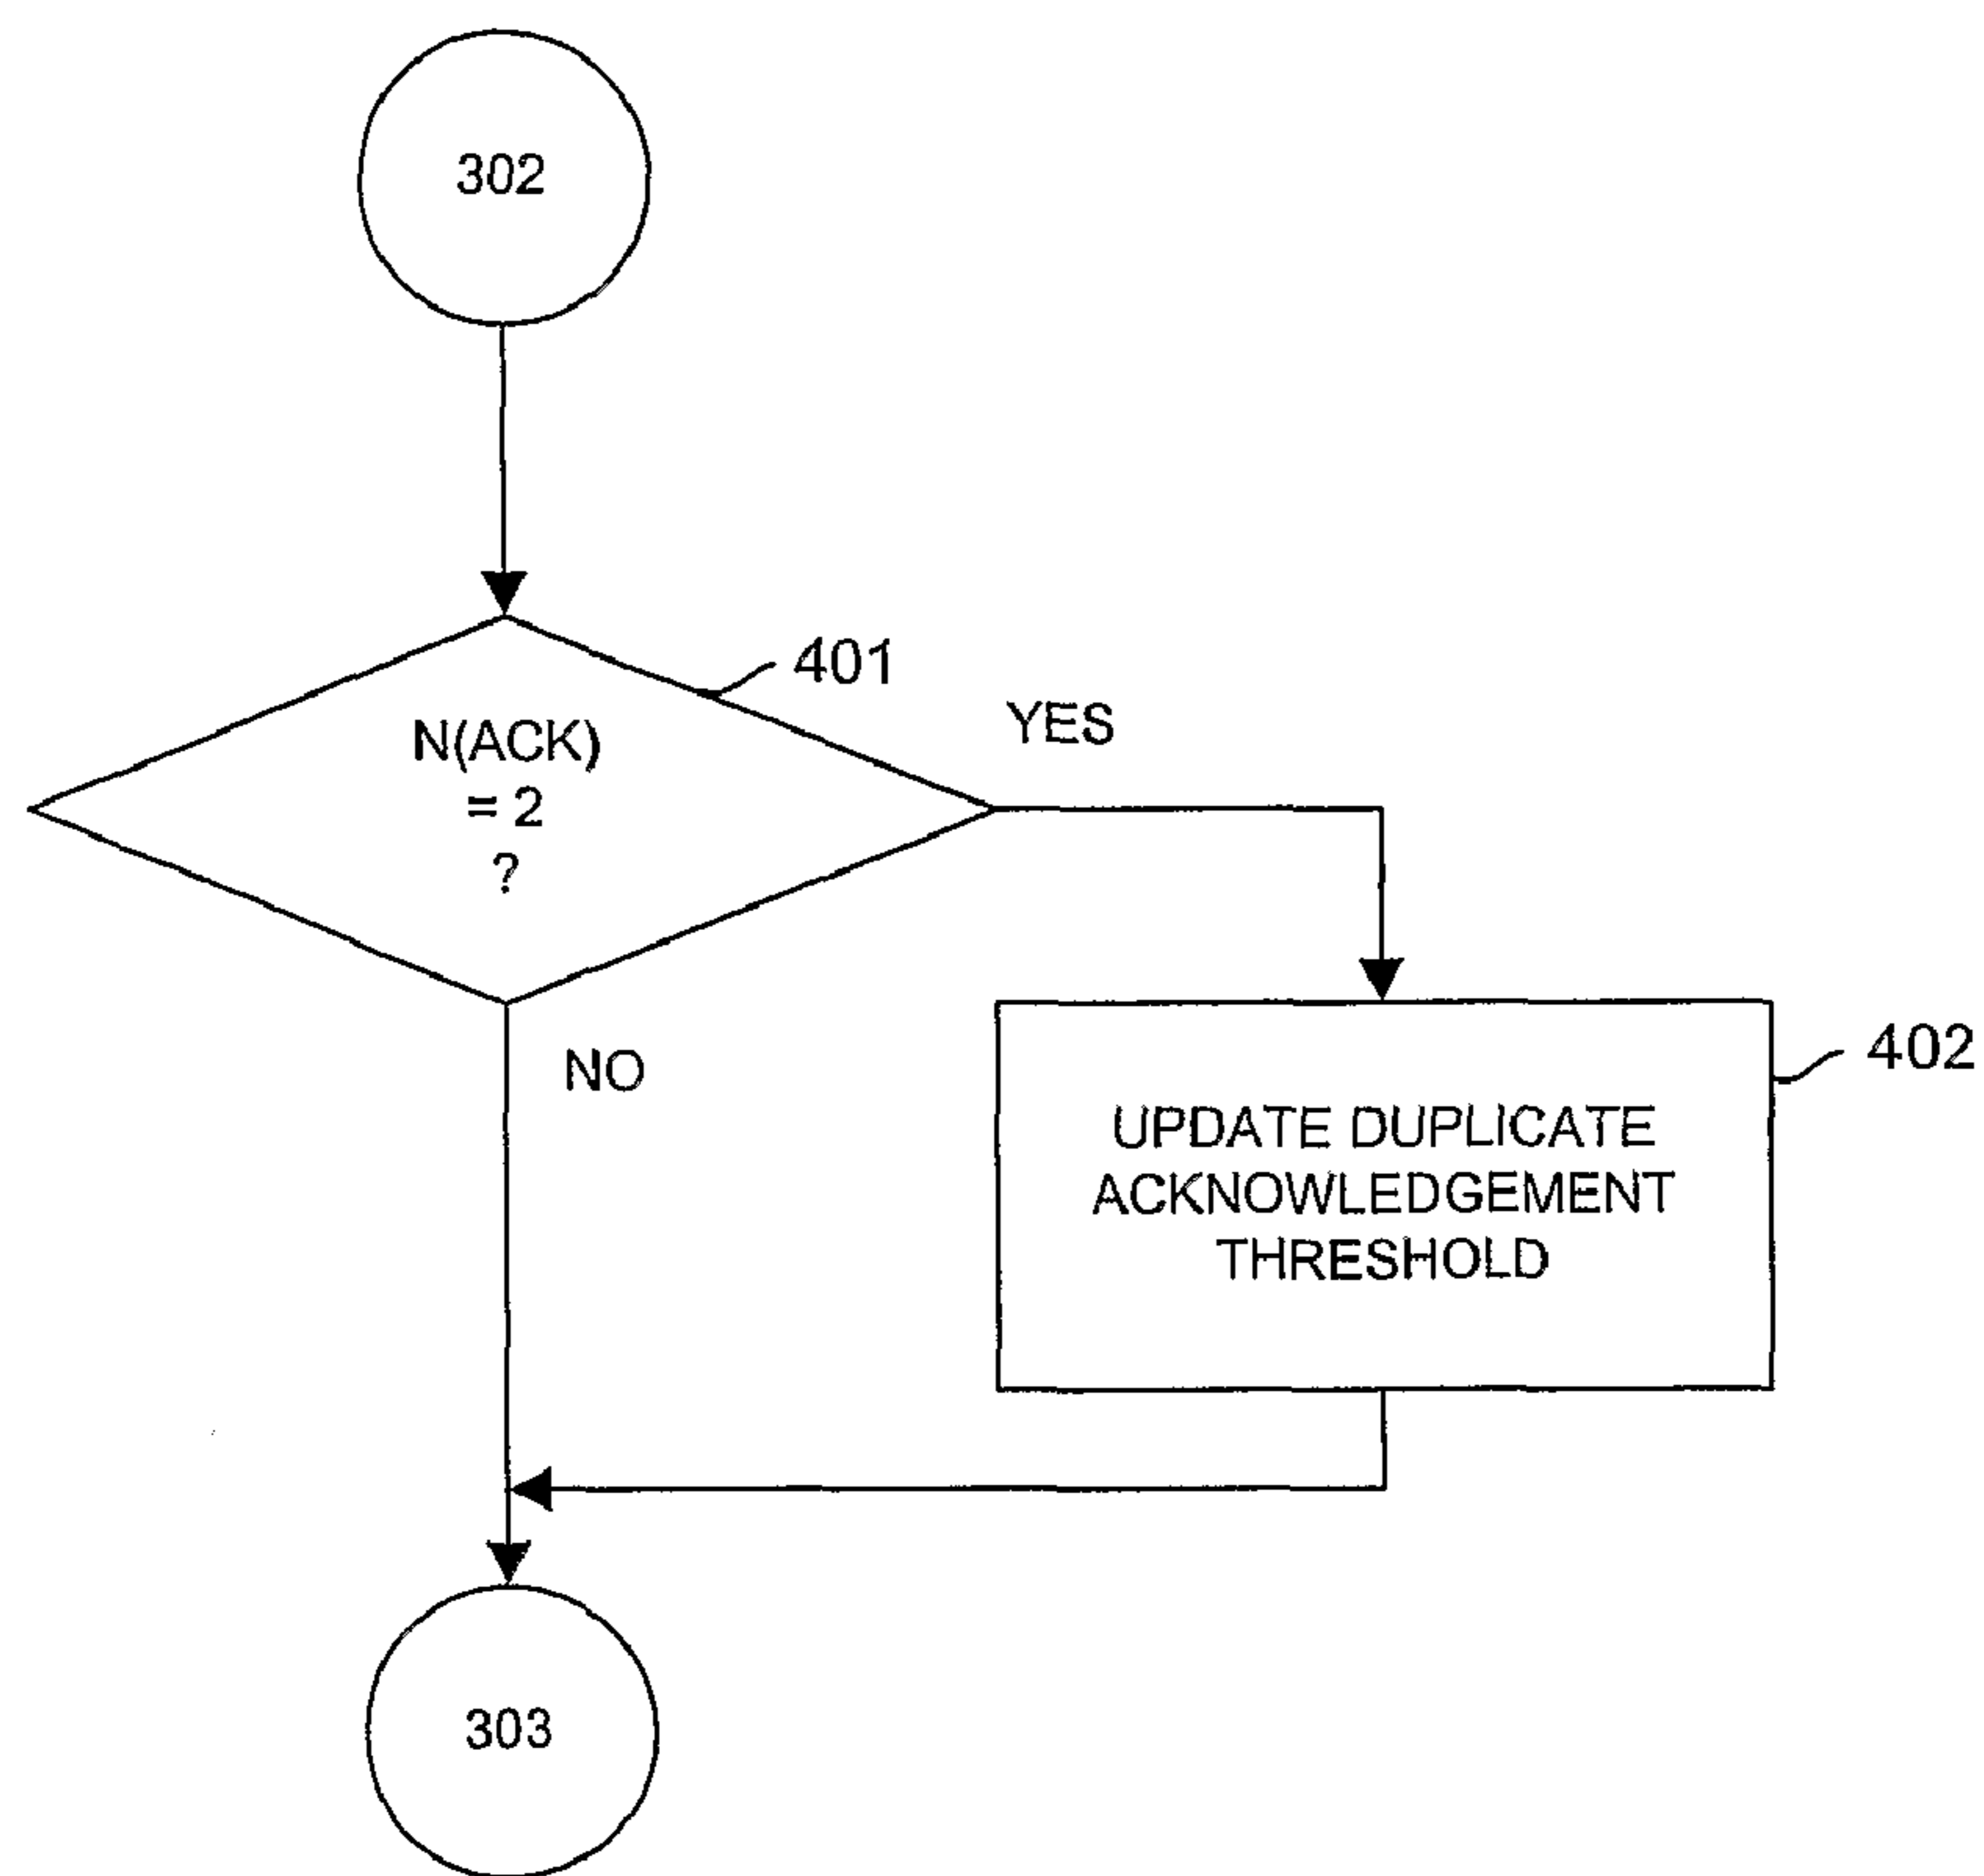 302
401
N(ACK)
= 2
?
YES
NO
402
UPDATE DUPLICATE
ACKNOWLEDGEMENT
THRESHOLD
303